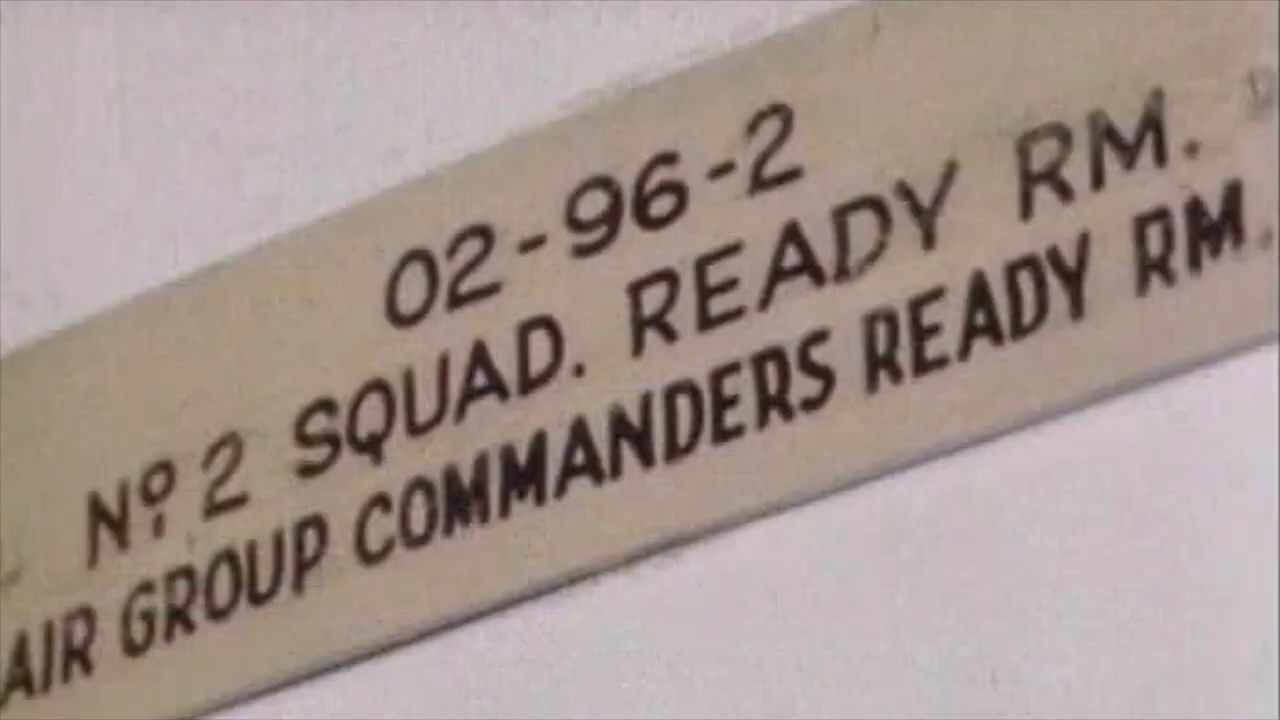 02-96-2
Nº 2 SQUAD. READY RM.
AIR GROUP COMMANDERS READY RM.